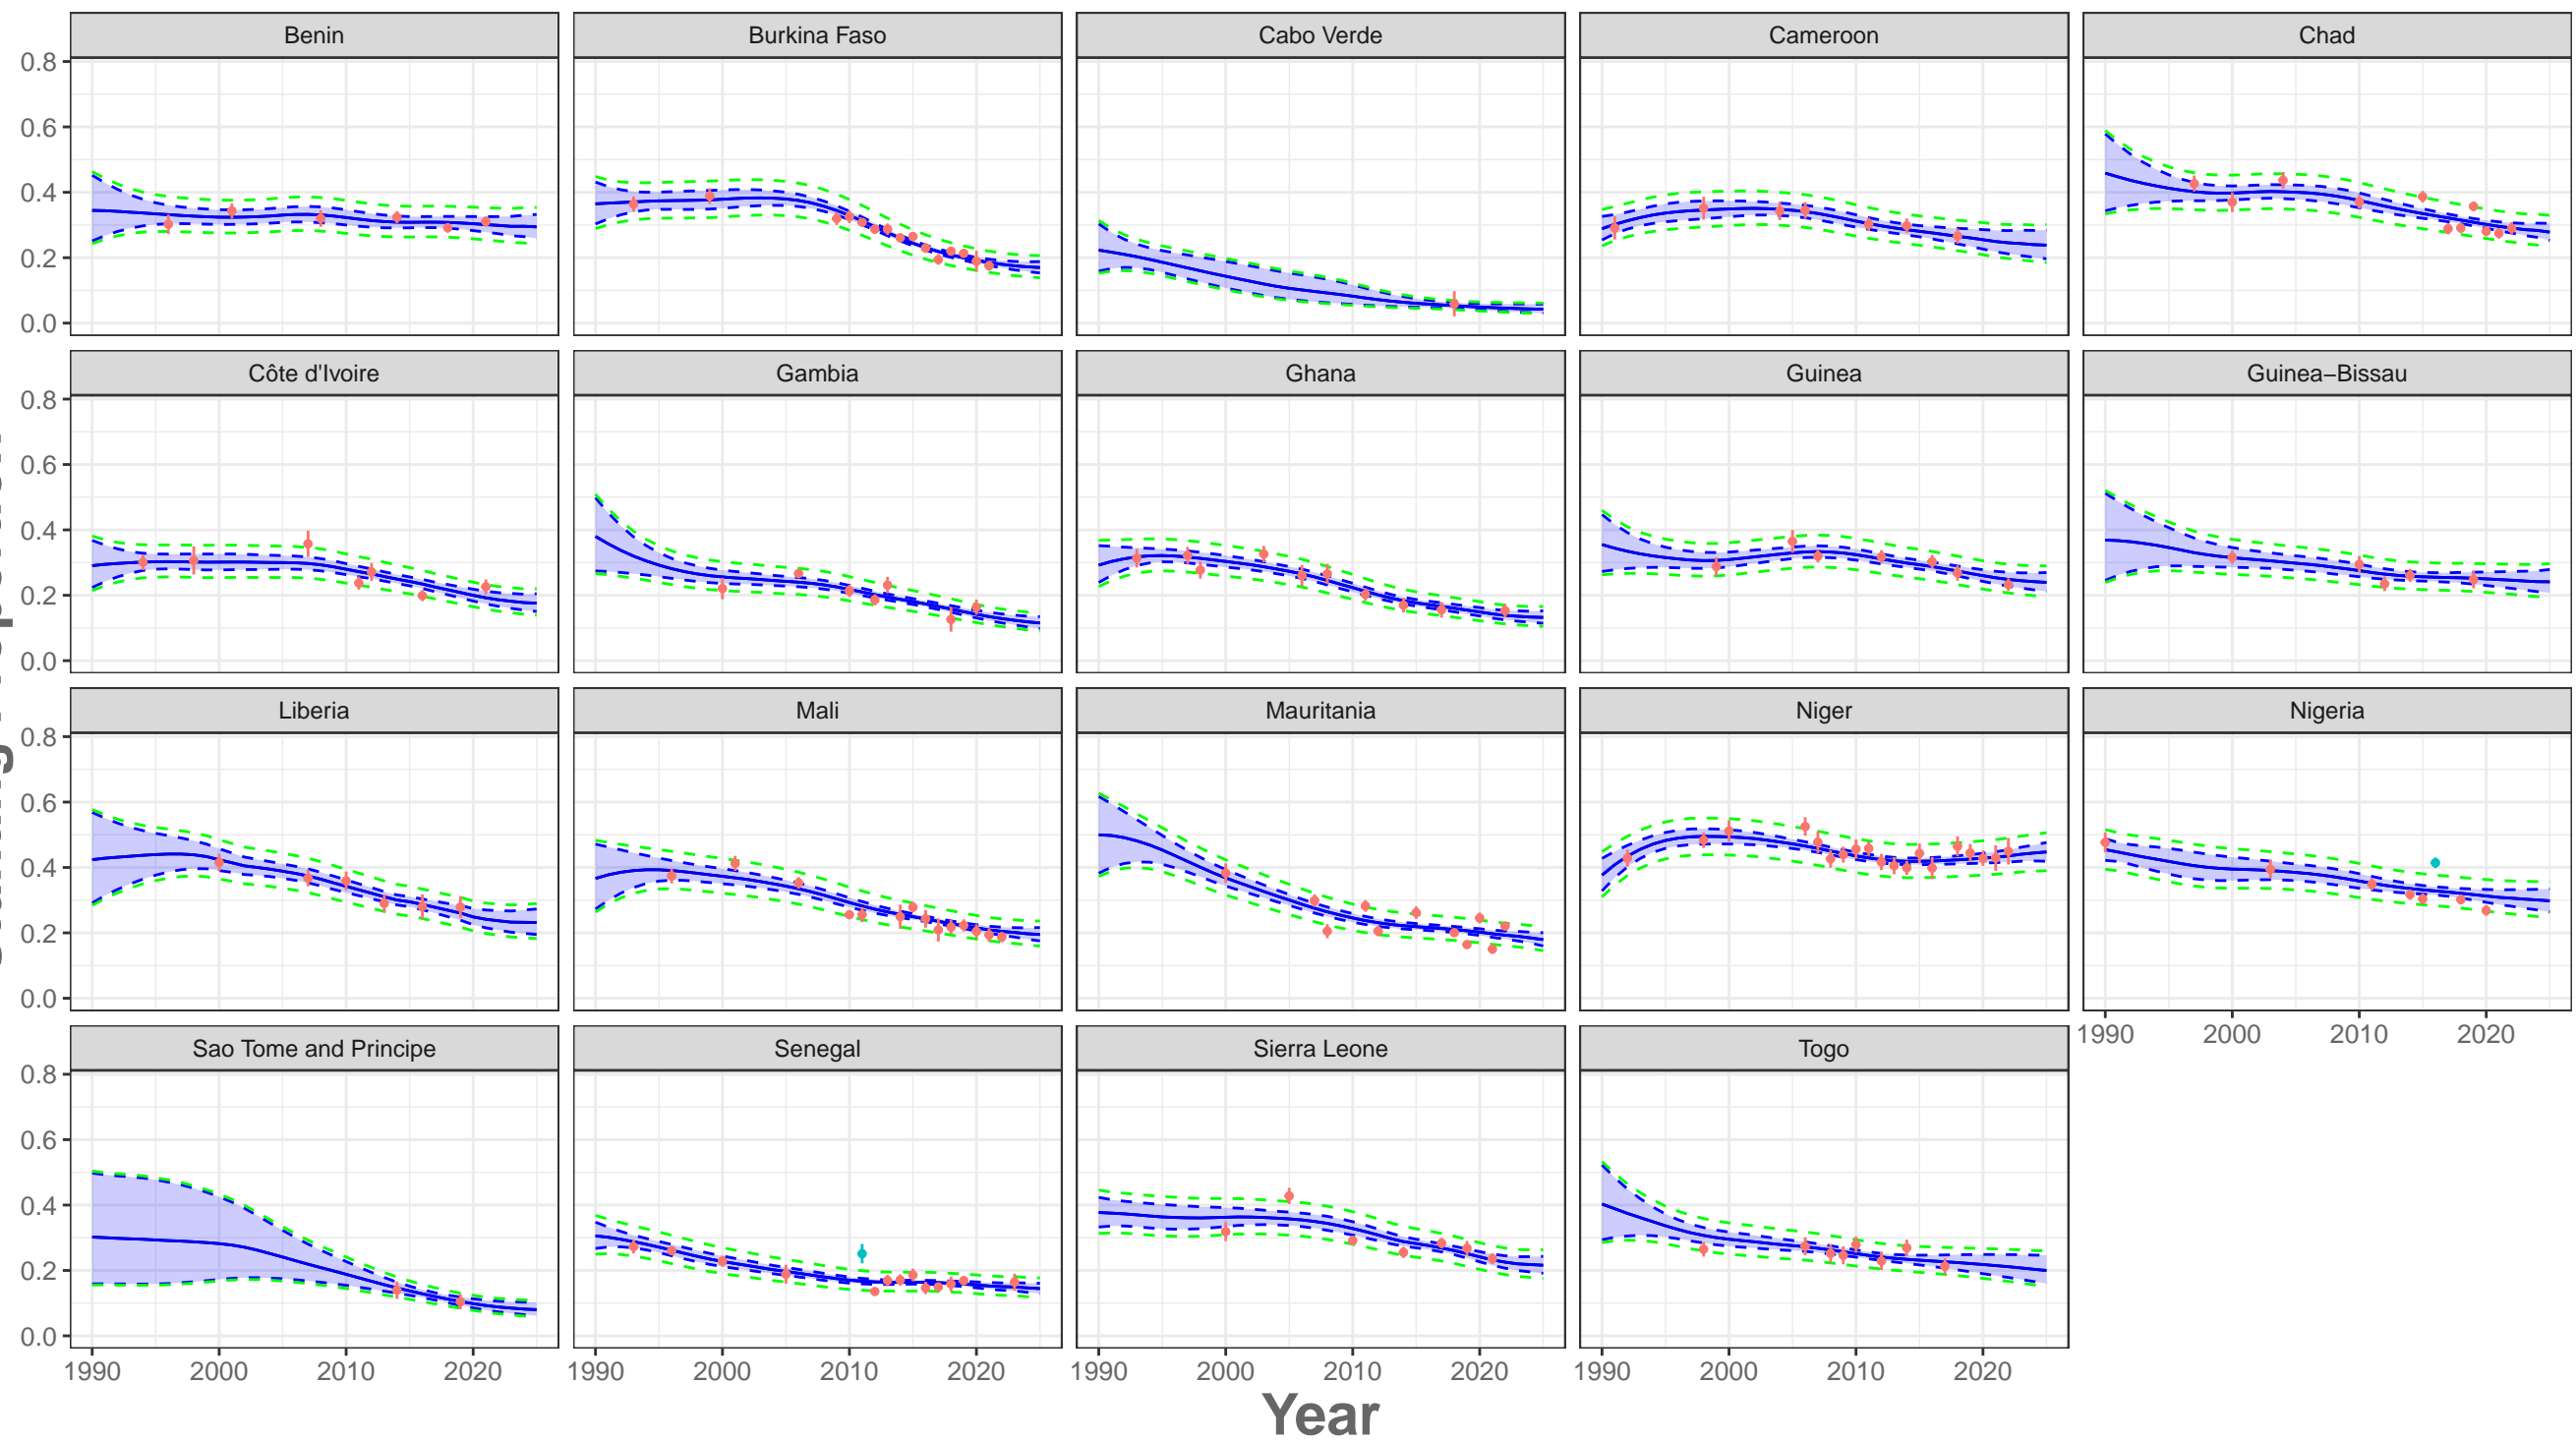 Benin Burkina Faso Cabo Verde Cameroon Chad
0.8
0.6
0.4
0.2
0.0
Côte d'Ivoire Gambia Ghana Guinea Guinea–Bissau
0.8
0.6
0.4
0.2
0.0
Liberia Mali Mauritania Niger Nigeria
0.8
0.6
0.4
0.2
0.0
1990 2000 2010 2020
Sao Tome and Principe Senegal Sierra Leone Togo
0.8
0.6
0.4
0.2
0.0
1990 2000 2010 2020 1990 2000 2010 2020 1990 2000 2010 2020 1990 2000 2010 2020
Year